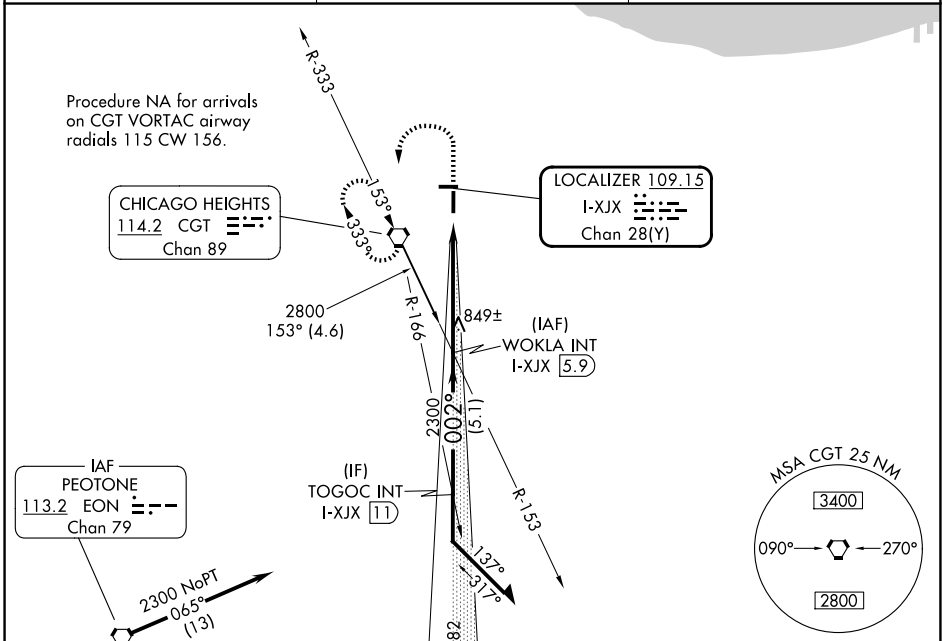 R-333
Procedure NA for arrivals
on CGT VORTAC airway
radials 115 CW 156.
153°
333°
CHICAGO HEIGHTS
114.2 CGT
Chan 89
LOCALIZER 109.15
I-XJX
Chan 28(Y)
2800
153° (4.6)
R-166
849±
(IAF)
WOKLA INT
I-XJX 5.9
2300
002°
(5.1)
(IF)
TOGOC INT
I-XJX 11
R-153
IAF
PEOTONE
113.2 EON
Chan 79
137°
317°
2300 NoPT
065°
(13)
82
MSA CGT 25 NM
3400
090°
270°
2800